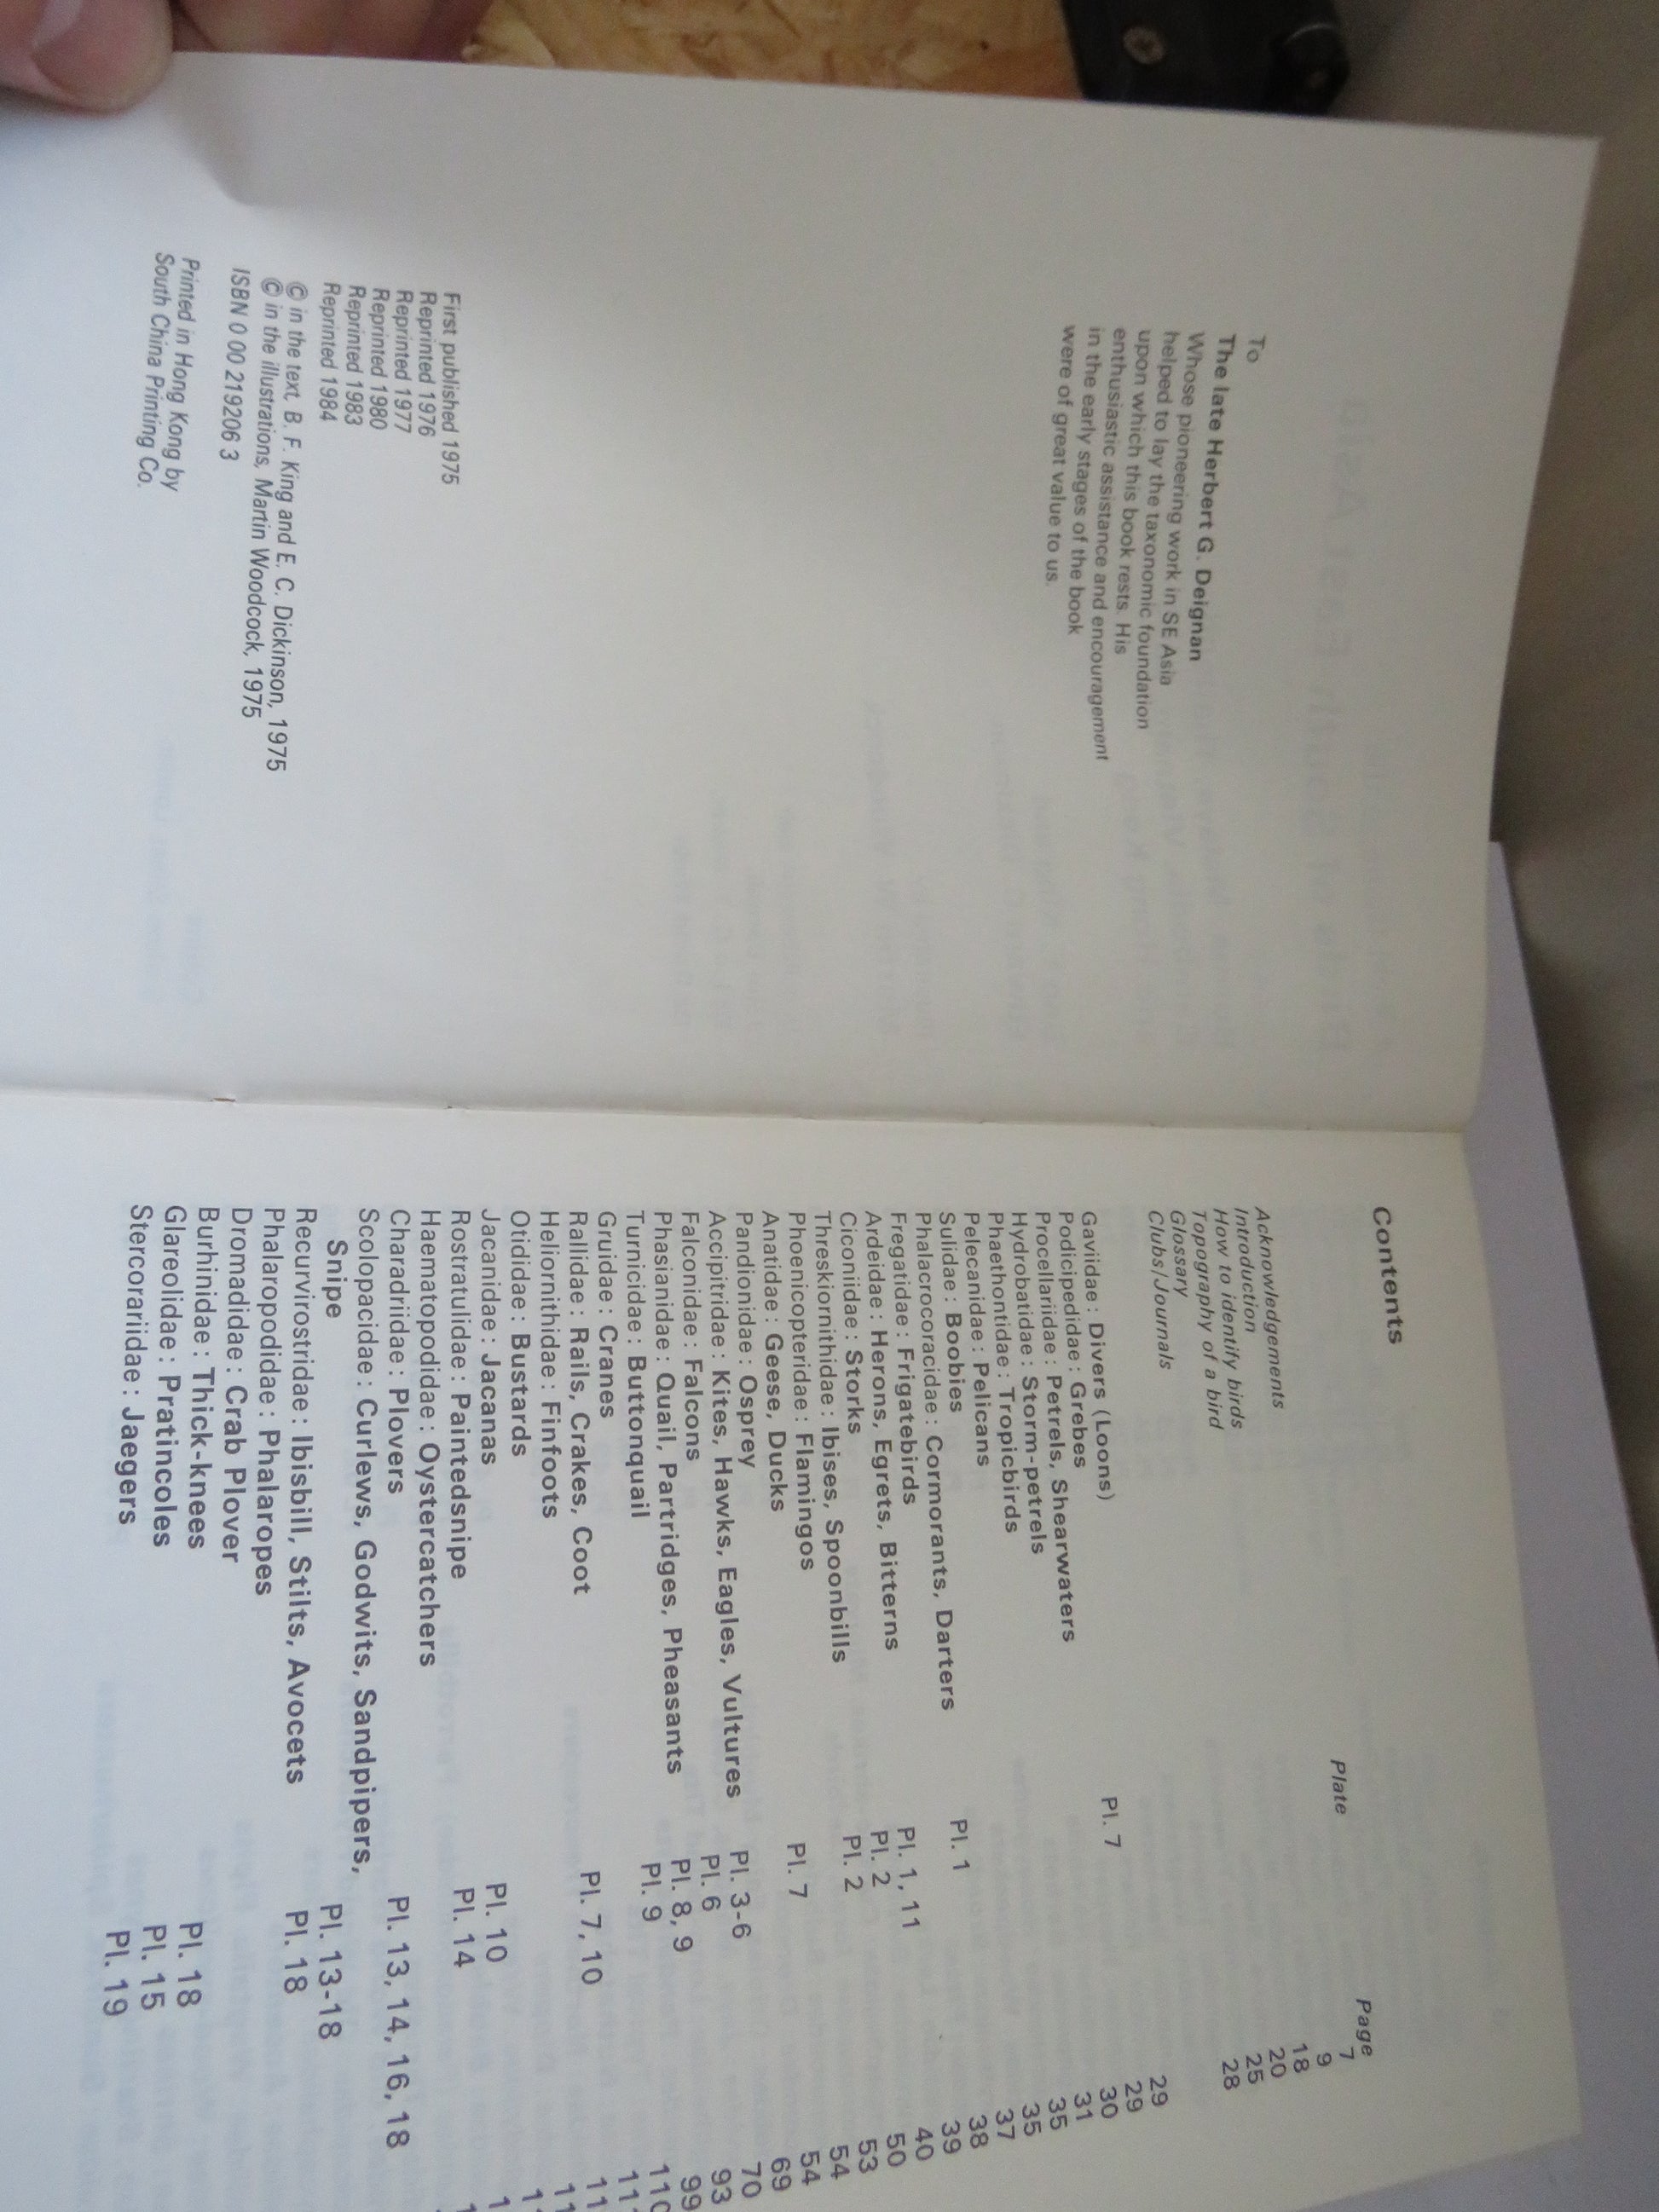 To
The late Herbert G. Deignan
Whose pioneering work in SE Asia
helped to lay the taxonomic foundation
upon which this book rests. His
enthusiastic assistance and encouragement
in the early stages of the book
were of great value to us.
First published 1975
Reprinted 1976
Reprinted 1977
Reprinted 1980
Reprinted 1983
Reprinted 1984
© in the text, B. F. King and E. C. Dickinson, 1975
© in the illustrations, Martin Woodcock, 1975
ISBN 0 00 219206 3
Printed in Hong Kong by
South China Printing Co.
Contents
Plate Page
Acknowledgements 7
Introduction 9
How to identify birds 18
Topography of a bird 20
Glossary 25
Clubs/Journals 28
Gaviidae: Divers (Loons) 29
Podicipedidae: Grebes Pl. 7 29
Procellariidae: Petrels, Shearwaters 30
Hydrobatidae: Storm-petrels 31
Phaethontidae: Tropicbirds 35
Pelecanidae: Pelicans 35
Sulidae: Boobies 37
Phalacrocoracidae: Cormorants, Darters Pl. 1 38
Fregatidae: Frigatebirds 39
Ardeidae: Herons, Egrets, Bitterns Pl. 1, 11 40
Ciconiidae: Storks Pl. 2 50
Threskiornithidae: Ibises, Spoonbills Pl. 2 53
Phoenicopteridae: Flamingos 54
Anatidae: Geese, Ducks Pl. 7 54
Pandionidae: Osprey 69
Accipitridae: Kites, Hawks, Eagles, Vultures Pl. 3-6 70
Falconidae: Falcons Pl. 6 93
Phasianidae: Quail, Partridges, Pheasants Pl. 8, 9 99
Turnicidae: Buttonquail Pl. 9 110
Gruidae: Cranes
Rallidae: Rails, Crakes, Coot Pl. 7, 10
Heliornithidae: Finfoots
Otididae: Bustards
Jacanidae: Jacanas Pl. 10
Rostratulidae: Paintedsnipe Pl. 14
Haematopodidae: Oystercatchers
Charadriidae: Plovers Pl. 13, 14, 16, 18
Scolopacidae: Curlews, Godwits, Sandpipers,
Snipe Pl. 13-18
Recurvirostridae: Ibisbill, Stilts, Avocets Pl. 18
Phalaropodidae: Phalaropes
Dromadidae: Crab Plover
Burhinidae: Thick-knees Pl. 18
Glareolidae: Pratincoles Pl. 15
Stercorariidae: Jaegers Pl. 19